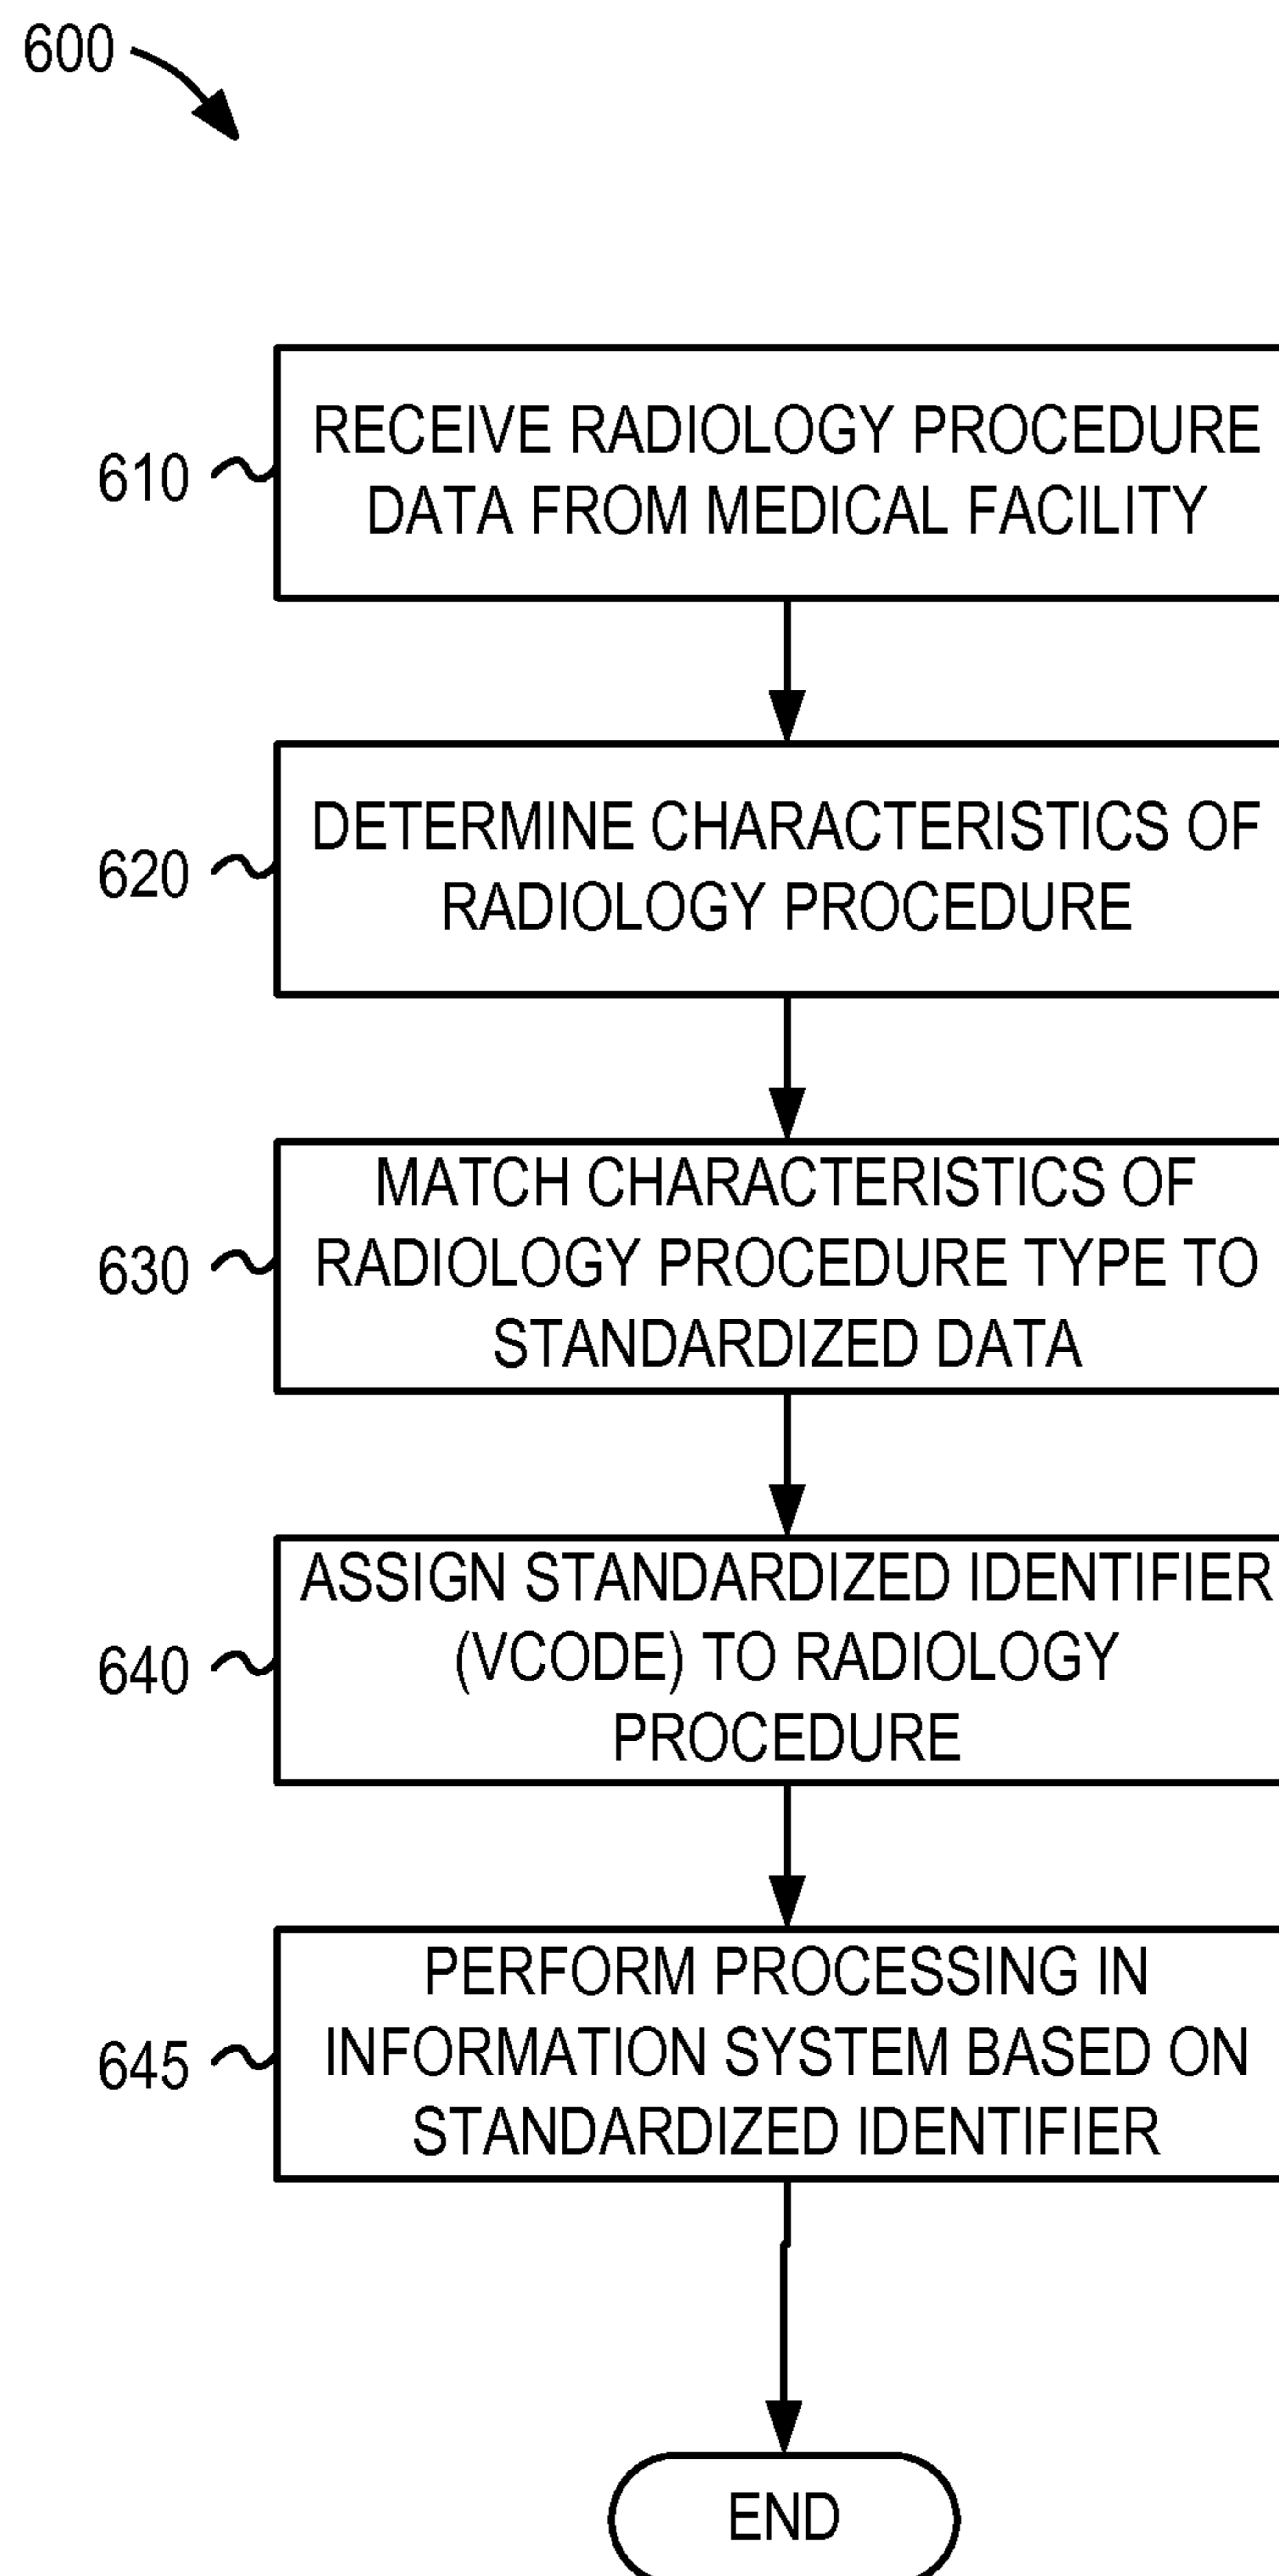 600
610
RECEIVE RADIOLOGY PROCEDURE
DATA FROM MEDICAL FACILITY
620
DETERMINE CHARACTERISTICS OF
RADIOLOGY PROCEDURE
630
MATCH CHARACTERISTICS OF
RADIOLOGY PROCEDURE TYPE TO
STANDARDIZED DATA
640
ASSIGN STANDARDIZED IDENTIFIER
(VCODE) TO RADIOLOGY
PROCEDURE
645
PERFORM PROCESSING IN
INFORMATION SYSTEM BASED ON
STANDARDIZED IDENTIFIER
END